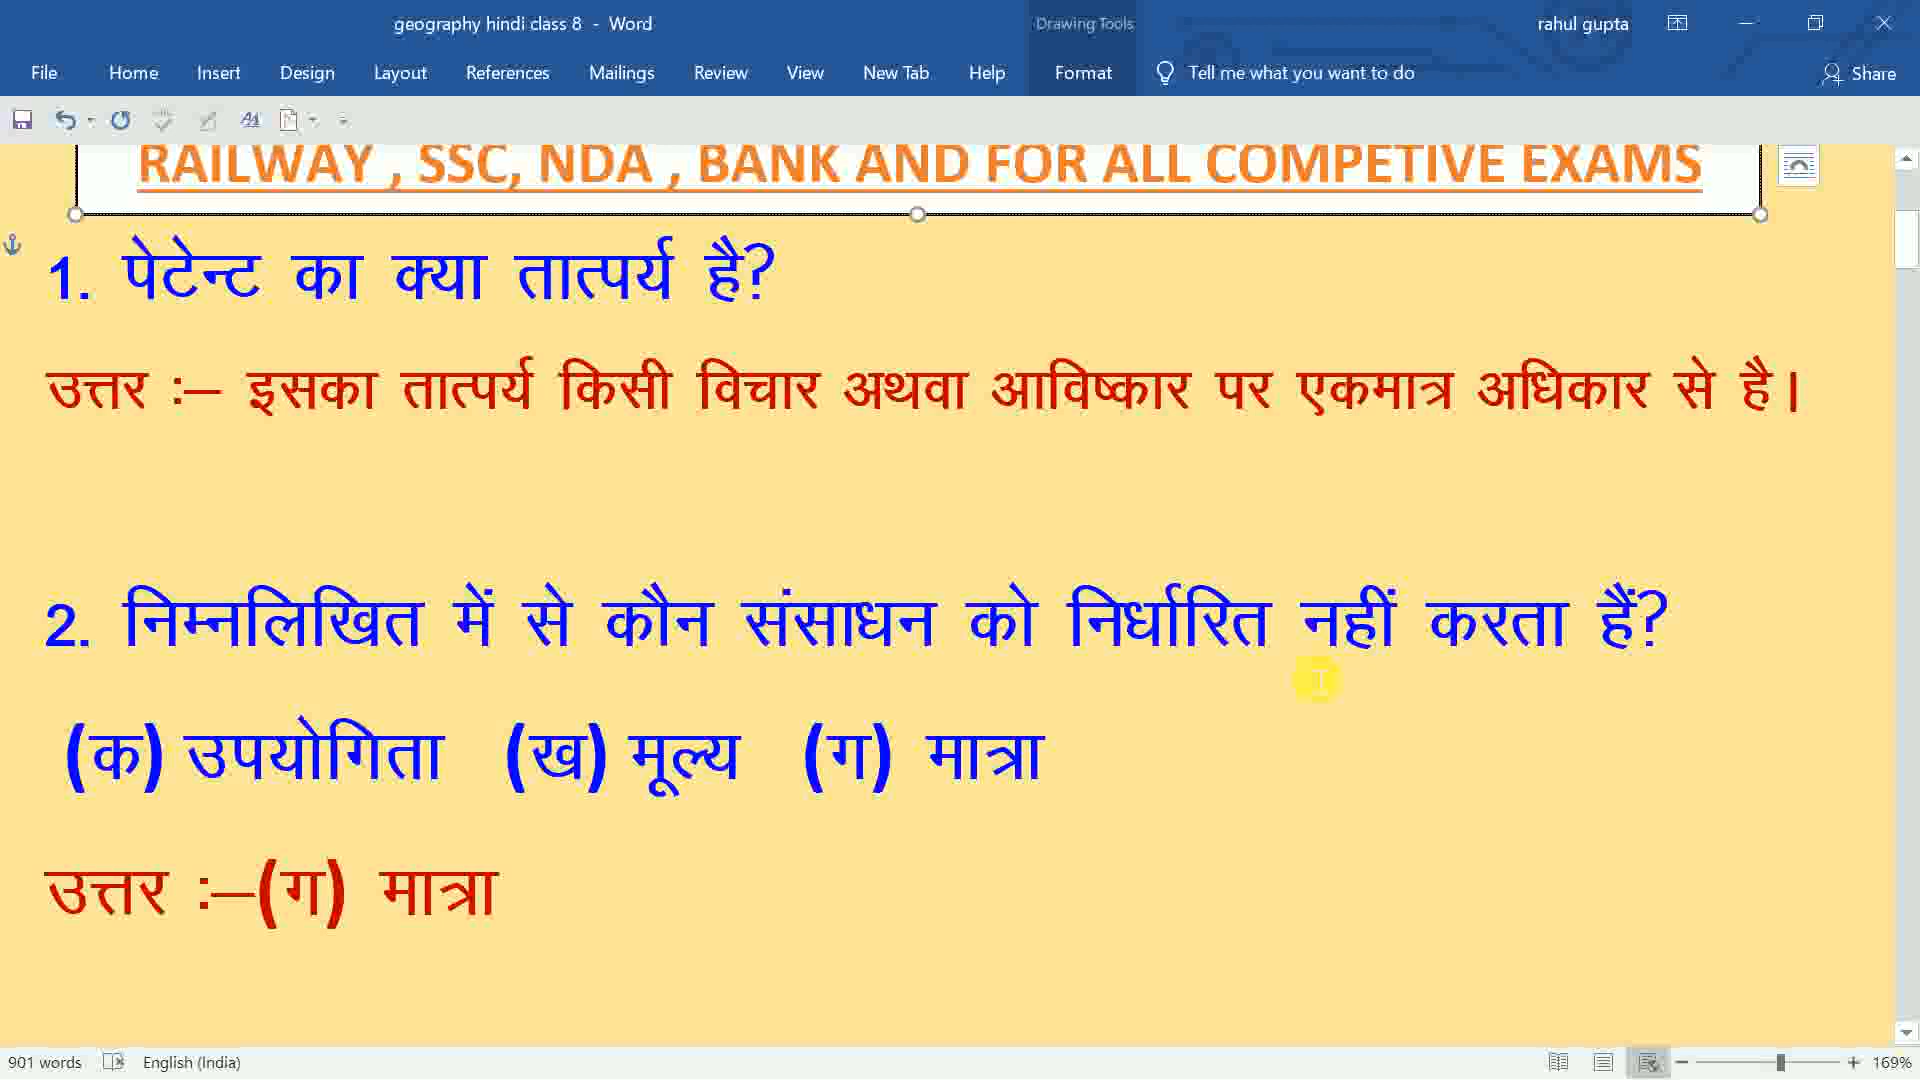 geography hindi class 8 - Word
Drawing Tools
rahul gupta
File Home Insert Design Layout References Mailings Review View New Tab Help Format Tell me what you want to do Share
RAILWAY , SSC, NDA , BANK AND FOR ALL COMPETIVE EXAMS
1. पेटेन्ट का क्या तात्पर्य है?
उत्तर :– इसका तात्पर्य किसी विचार अथवा आविष्कार पर एकमात्र अधिकार से है।
2. निम्नलिखित में से कौन संसाधन को निर्धारित नहीं करता हैं?
(क) उपयोगिता (ख) मूल्य (ग) मात्रा
उत्तर :–(ग) मात्रा
901 words English (India) 169%